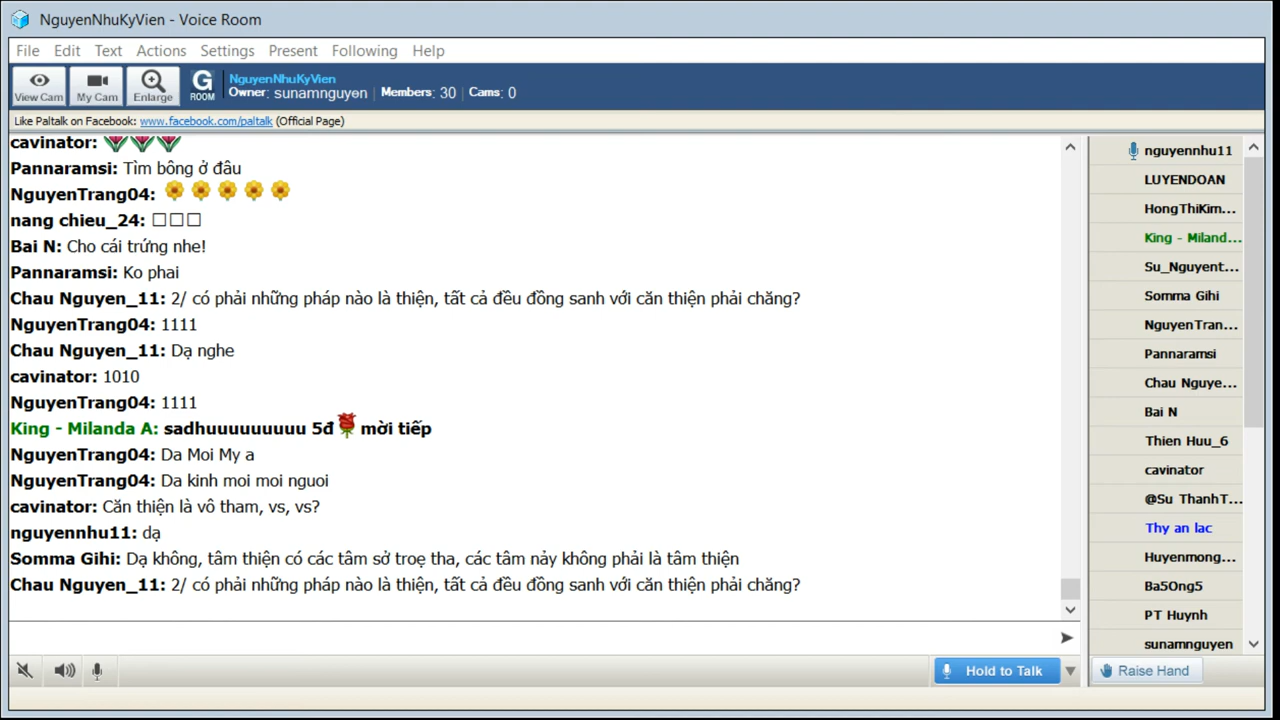 NguyenNhuKyVien - Voice Room
File Edit Text Actions Settings Present Following Help
View Cam My Cam Enlarge G ROOM NguyenNhuKyVien
Owner: sunamnguyen | Members: 30 | Cams: 0
Like Paltalk on Facebook: www.facebook.com/paltalk (Official Page)
cavinator:
Pannaramsi: Tìm bông ở đâu
NguyenTrang04:
nang chieu_24: □□□
Bai N: Cho cái trứng nhe!
Pannaramsi: Ko phai
Chau Nguyen_11: 2/ có phải những pháp nào là thiện, tất cả đều đồng sanh với căn thiện phải chăng?
NguyenTrang04: 1111
Chau Nguyen_11: Dạ nghe
cavinator: 1010
NguyenTrang04: 1111
King - Milanda A: sadhuuuuuuuuu 5đ mời tiếp
NguyenTrang04: Da Moi My a
NguyenTrang04: Da kinh moi moi nguoi
cavinator: Căn thiện là vô tham, vs, vs?
nguyennhu11: dạ
Somma Gihi: Dạ không, tâm thiện có các tâm sở troẹ tha, các tâm này không phải là tâm thiện
Chau Nguyen_11: 2/ có phải những pháp nào là thiện, tất cả đều đồng sanh với căn thiện phải chăng?
nguyennhu11
LUYENDOAN
HongThiKim...
King - Miland...
Su_Nguyent...
Somma Gihi
NguyenTran...
Pannaramsi
Chau Nguye...
Bai N
Thien Huu_6
cavinator
@Su ThanhT...
Thy an lac
Huyenmong...
Ba5Ong5
PT Huynh
sunamnguyen
Hold to Talk
Raise Hand